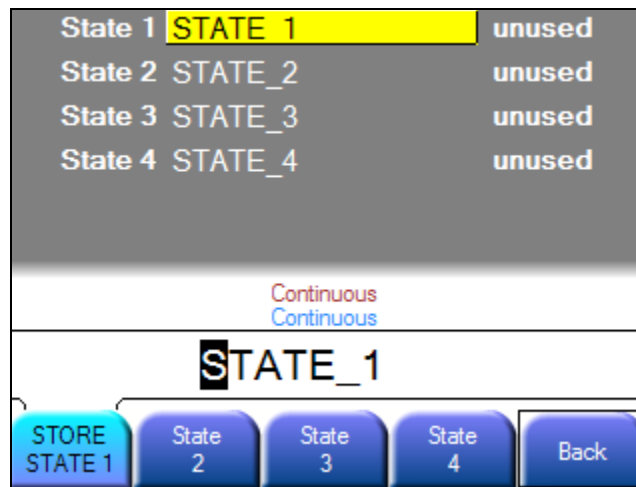 State 1 STATE_1 unused
State 2 STATE_2 unused
State 3 STATE_3 unused
State 4 STATE_4 unused
Continuous
Continuous
STATE_1
STORE STATE 1
State 2
State 3
State 4
Back